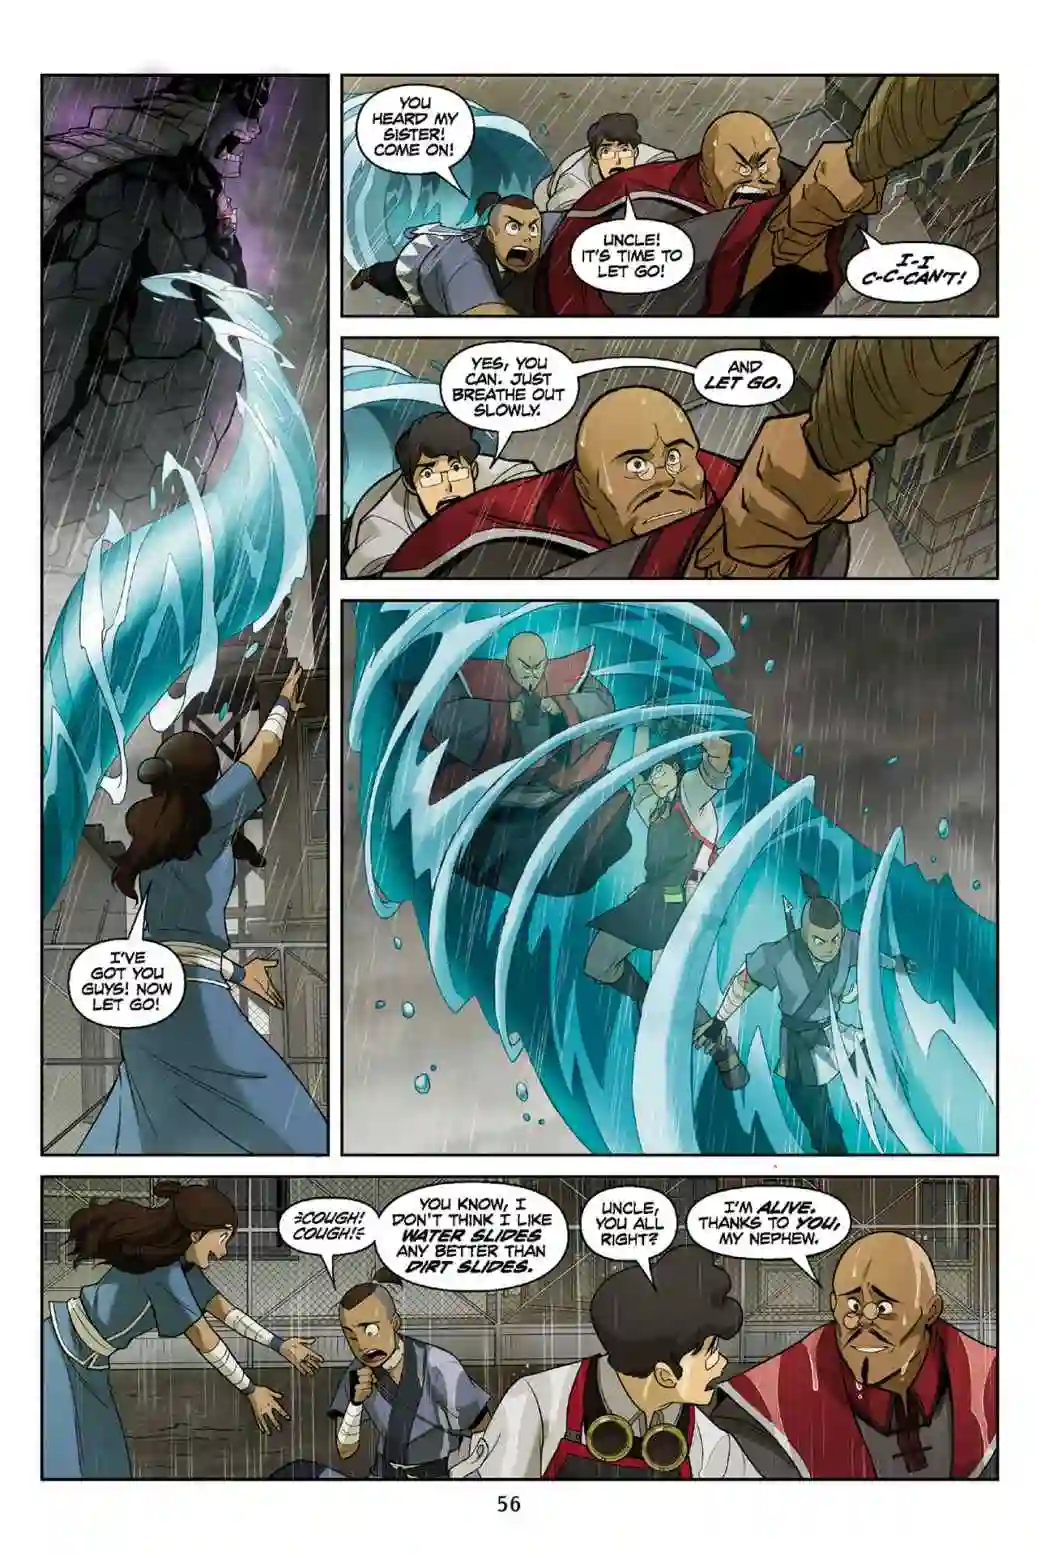 I'VE
GOT YOU
GUYS! NOW
LET GO!
YOU
HEARD MY
SISTER!
COME ON!
UNCLE!
IT'S TIME TO
LET GO!
I-I
C-C-CAN'T!
YES, YOU
CAN. JUST
BREATHE OUT
SLOWLY.
AND
LET GO.
COUGH!
COUGH!
YOU KNOW, I
DON'T THINK I LIKE
WATER SLIDES
ANY BETTER THAN
DIRT SLIDES.
UNCLE,
YOU ALL
RIGHT?
I'M ALIVE.
THANKS TO YOU,
MY NEPHEW.
56